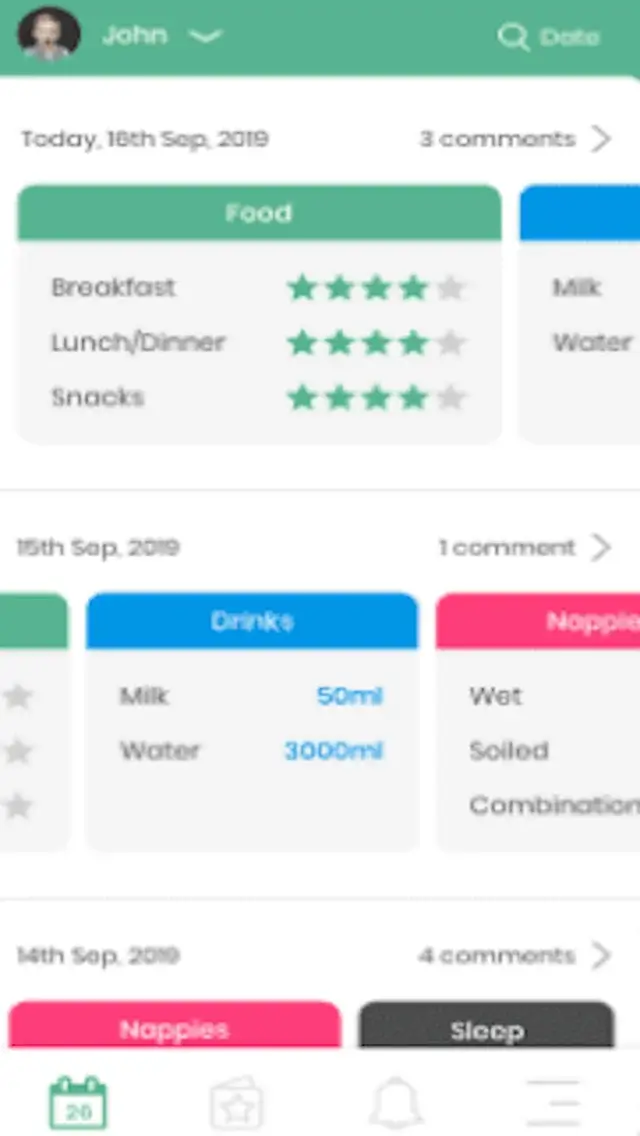 John
Date
Today, 16th Sep, 2019
3 comments
Food
Breakfast
Lunch/Dinner
Snacks
Milk
Water
15th Sep, 2019
1 comment
Drinks
Milk 50ml
Water 3000ml
Nappie
Wet
Soiled
Combination
14th Sep, 2019
4 comments
Nappies
Sleep
26